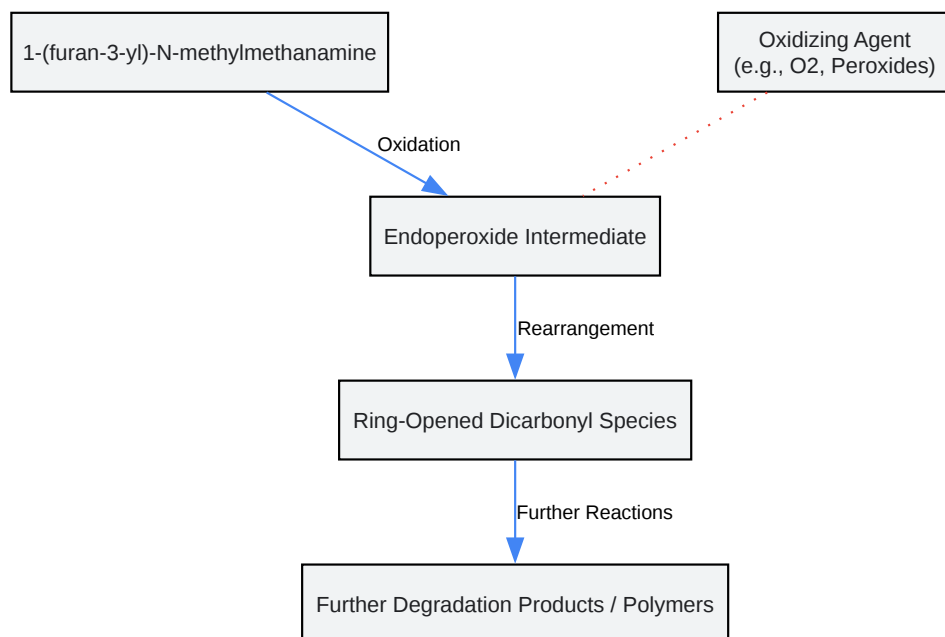 1-(furan-3-yl)-N-methylmethanamine
Oxidizing Agent
(e.g., O2, Peroxides)
Oxidation
Endoperoxide Intermediate
Rearrangement
Ring-Opened Dicarbonyl Species
Further Reactions
Further Degradation Products / Polymers